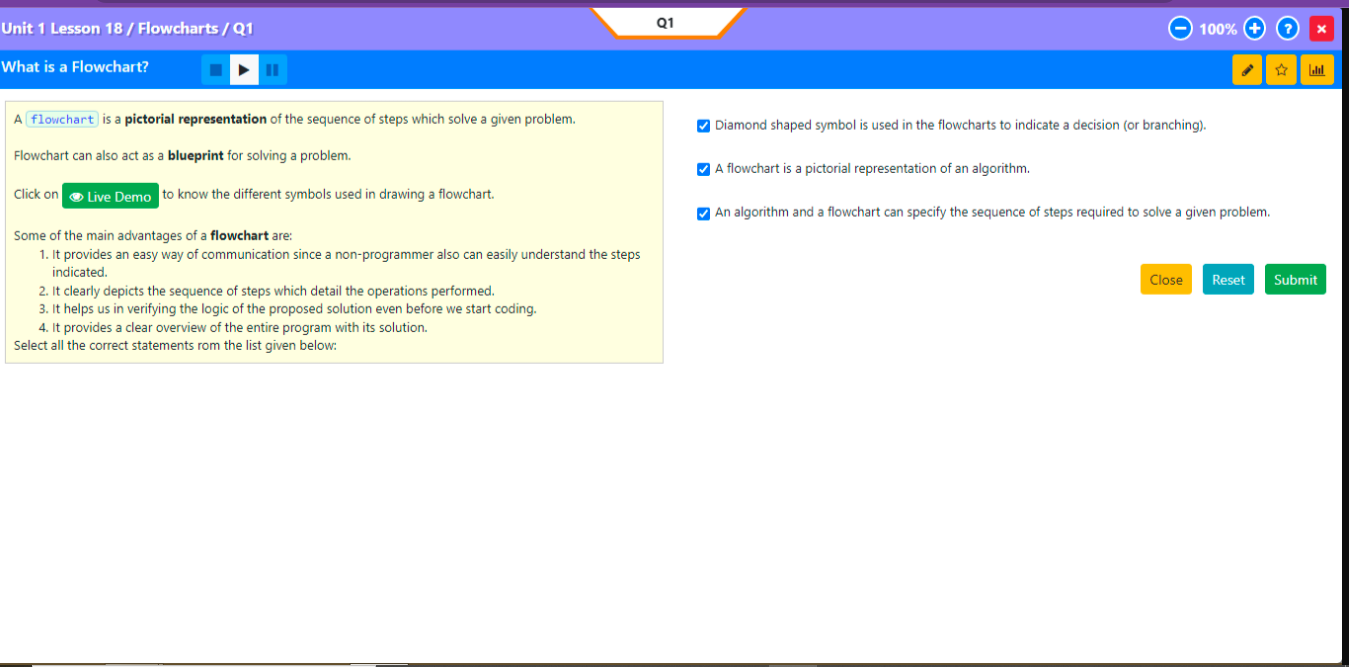 Unit 1 Lesson 18 / Flowcharts / Q1
Q1
100%
What is a Flowchart?
A flowchart is a pictorial representation of the sequence of steps which solve a given problem.
Flowchart can also act as a blueprint for solving a problem.
Click on Live Demo to know the different symbols used in drawing a flowchart.
Some of the main advantages of a flowchart are:
1. It provides an easy way of communication since a non-programmer also can easily understand the steps
indicated.
2. It clearly depicts the sequence of steps which detail the operations performed.
3. It helps us in verifying the logic of the proposed solution even before we start coding.
4. It provides a clear overview of the entire program with its solution.
Select all the correct statements rom the list given below:
Diamond shaped symbol is used in the flowcharts to indicate a decision (or branching).
A flowchart is a pictorial representation of an algorithm.
An algorithm and a flowchart can specify the sequence of steps required to solve a given problem.
Close Reset Submit